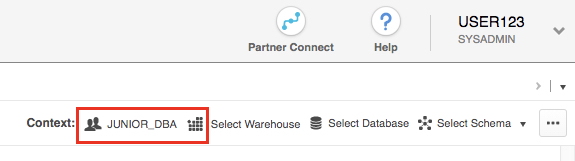 USER123
Partner Connect Help SYSADMIN
Context: JUNIOR_DBA Select Warehouse Select Database Select Schema